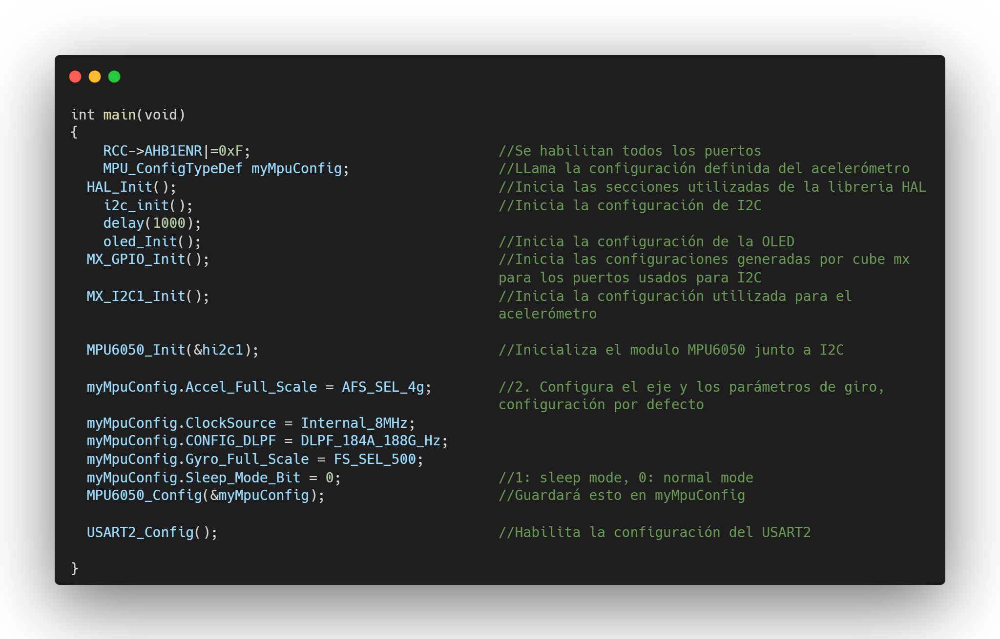 int main(void)
{
RCC->AHB1ENR|=0xF; //Se habilitan todos los puertos
MPU_ConfigTypeDef myMpuConfig; //LLama la configuración definida del acelerómetro
HAL_Init(); //Inicia las secciones utilizadas de la libreria HAL
i2c_init(); //Inicia la configuración de I2C
delay(1000);
oled_Init(); //Inicia la configuración de la OLED
MX_GPIO_Init(); //Inicia las configuraciones generadas por cube mx
para los puertos usados para I2C
MX_I2C1_Init(); //Inicia la configuración utilizada para el
acelerómetro
MPU6050_Init(&hi2c1); //Inicializa el modulo MPU6050 junto a I2C
myMpuConfig.Accel_Full_Scale = AFS_SEL_4g; //2. Configura el eje y los parámetros de giro,
configuración por defecto
myMpuConfig.ClockSource = Internal_8MHz;
myMpuConfig.CONFIG_DLPF = DLPF_184A_188G_Hz;
myMpuConfig.Gyro_Full_Scale = FS_SEL_500;
myMpuConfig.Sleep_Mode_Bit = 0; //1: sleep mode, 0: normal mode
MPU6050_Config(&myMpuConfig); //Guardará esto en myMpuConfig
USART2_Config(); //Habilita la configuración del USART2
}